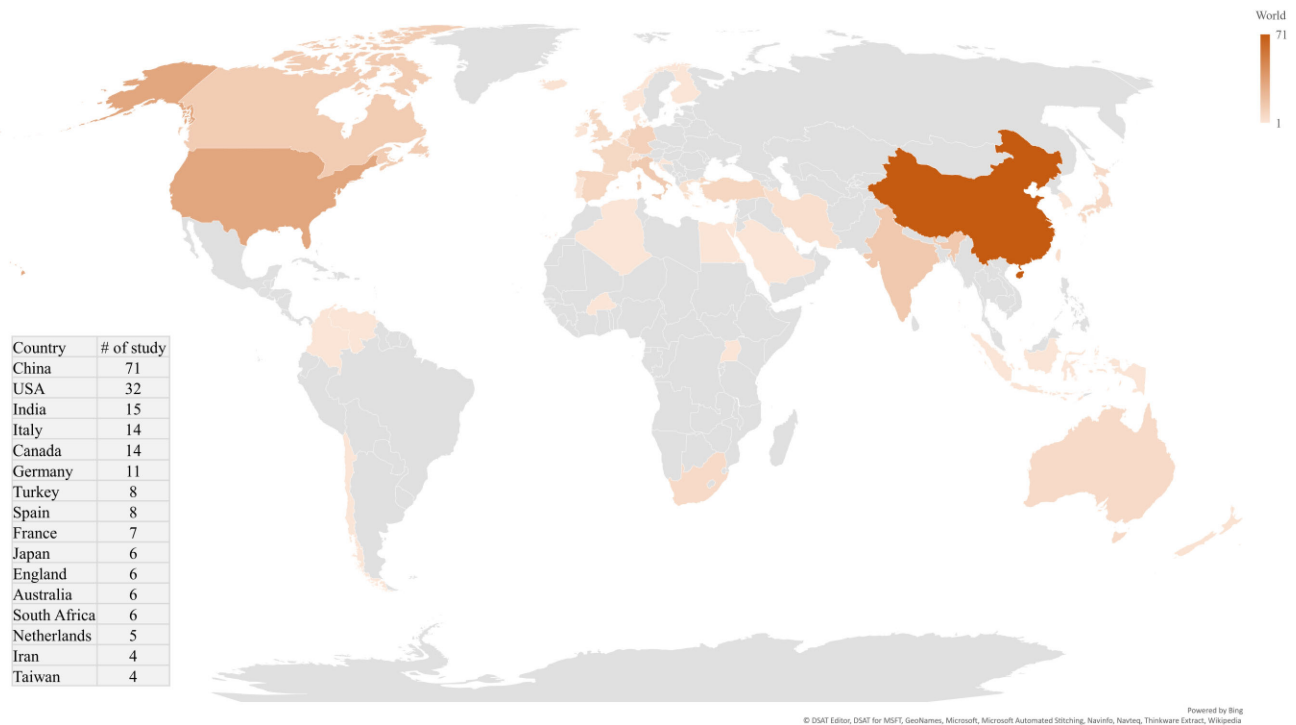 World
71
1
Country # of study
China 71
USA 32
India 15
Italy 14
Canada 14
Germany 11
Turkey 8
Spain 8
France 7
Japan 6
England 6
Australia 6
South Africa 6
Netherlands 5
Iran 4
Taiwan 4
Powered by Bing
© DSAT Editor, DSAT for MSFT, GeoNames, Microsoft, Microsoft Automated Stitching, Navinfo, Navteq, Thinkware Extract, Wikipedia